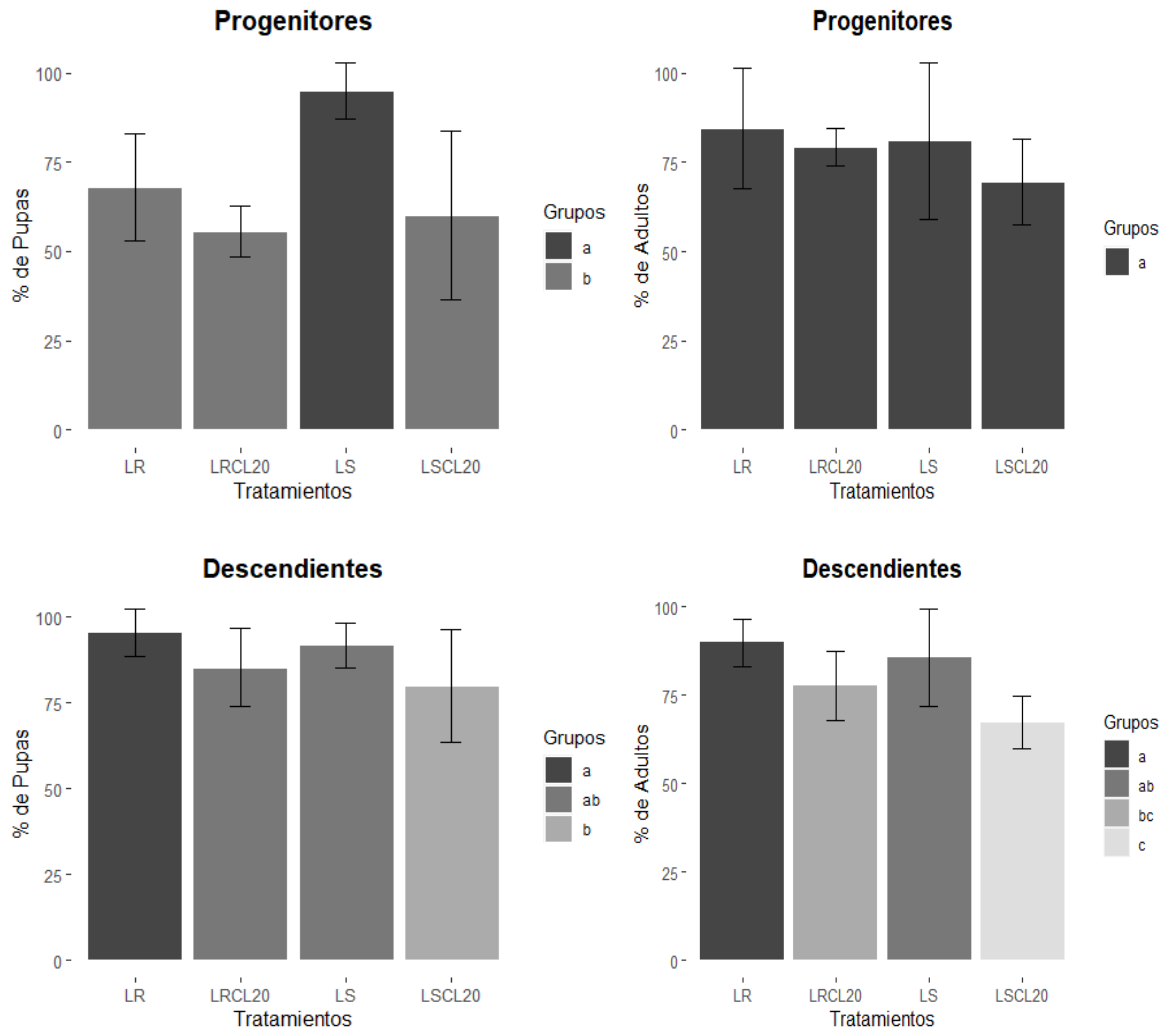 Progenitores
100
75
50
25
0
% de Pupas
LR LRCL20 LS LSCL20
Tratamientos
Grupos
a
b
Progenitores
100
75
50
25
0
% de Adultos
LR LRCL20 LS LSCL20
Tratamientos
Grupos
a
Descendientes
100
75
50
25
0
% de Pupas
LR LRCL20 LS LSCL20
Tratamientos
Grupos
a
ab
b
Descendientes
100
75
50
25
0
% de Adultos
LR LRCL20 LS LSCL20
Tratamientos
Grupos
a
ab
bc
c